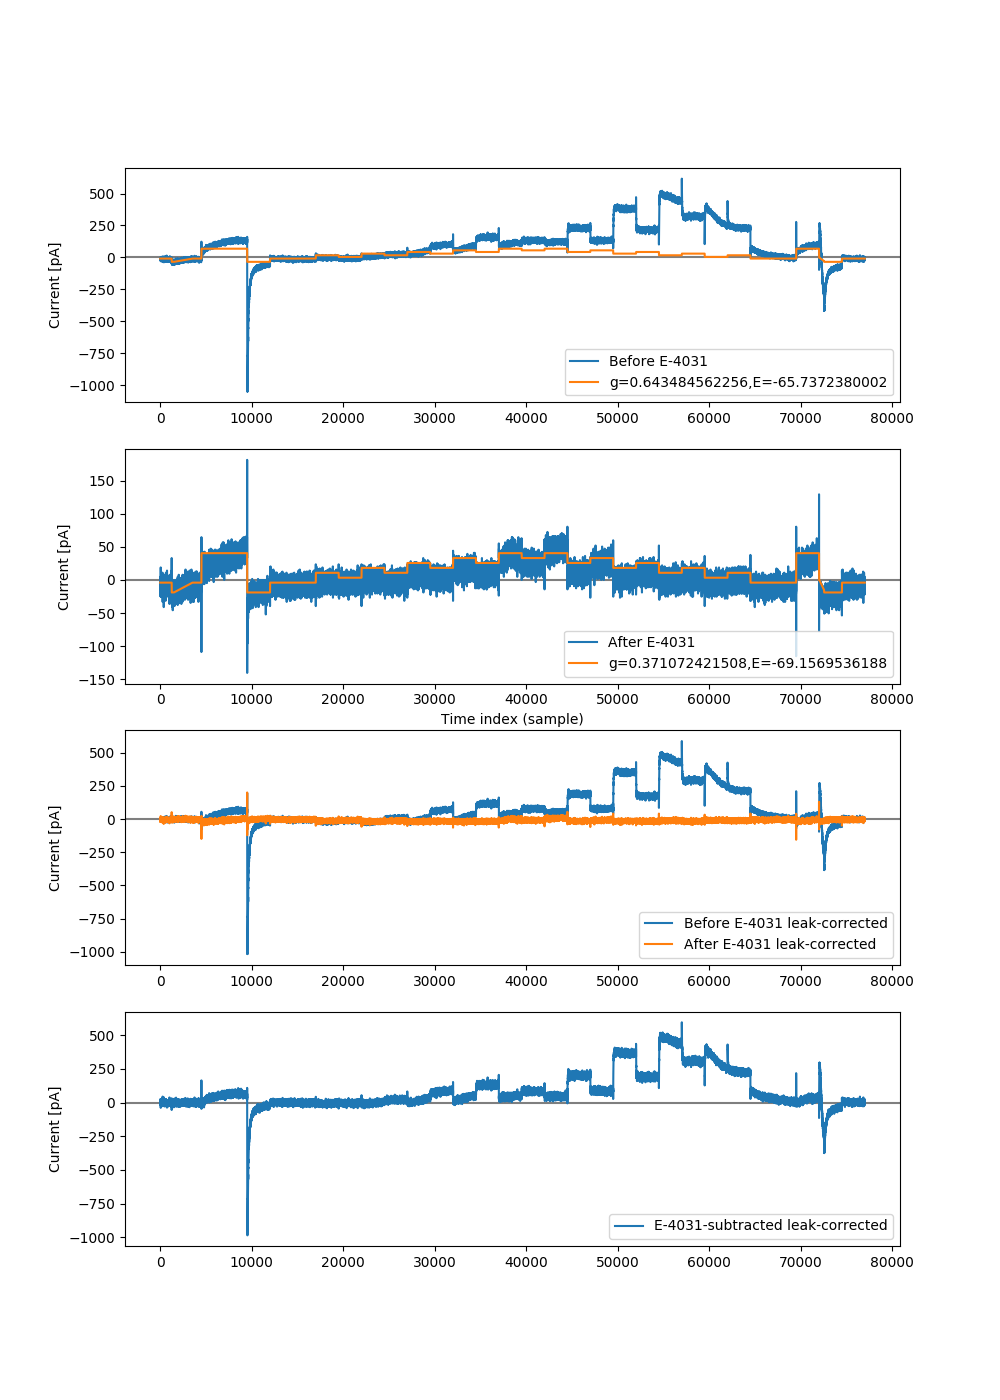 500
250
0
−250
−500
−750
−1000
Current [pA]
Before E-4031
g=0.643484562256,E=-65.7372380002
0 10000 20000 30000 40000 50000 60000 70000 80000
150
100
50
0
−50
−100
−150
Current [pA]
After E-4031
g=0.371072421508,E=-69.1569536188
0 10000 20000 30000 40000 50000 60000 70000 80000
Time index (sample)
500
250
0
−250
−500
−750
−1000
Current [pA]
Before E-4031 leak-corrected
After E-4031 leak-corrected
0 10000 20000 30000 40000 50000 60000 70000 80000
500
250
0
−250
−500
−750
−1000
Current [pA]
E-4031-subtracted leak-corrected
0 10000 20000 30000 40000 50000 60000 70000 80000